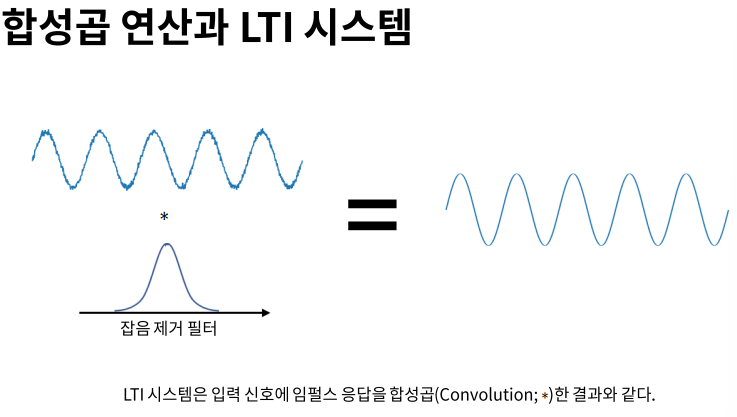 합성곱 연산과 LTI 시스템
*
=
잡음 제거 필터
LTI 시스템은 입력 신호에 임펄스 응답을 합성곱(Convolution; *)한 결과와 같다.